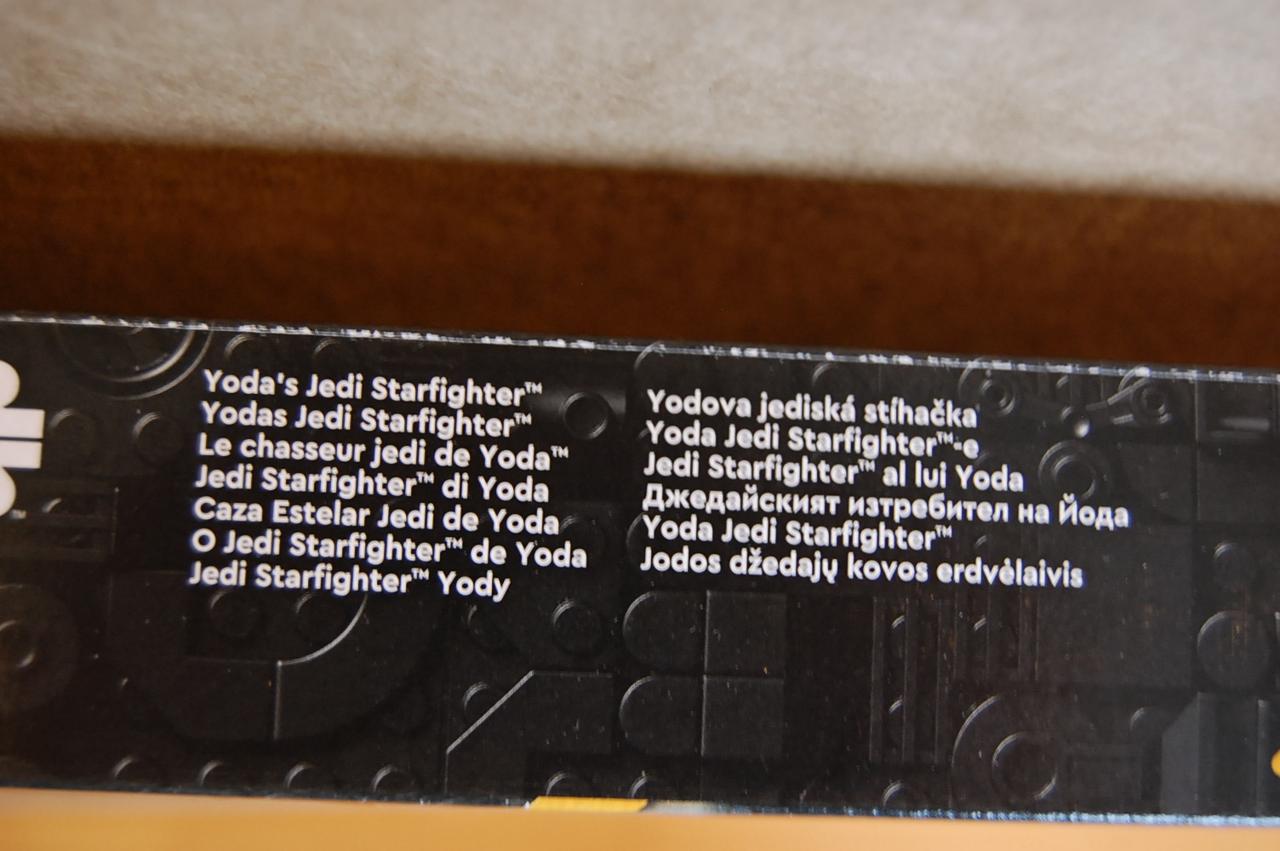 Yoda's Jedi Starfighter™
Yodas Jedi Starfighter™
Le chasseur jedi de Yoda™
Jedi Starfighter™ di Yoda
Caza Estelar Jedi de Yoda
O Jedi Starfighter™ de Yoda
Jedi Starfighter™ Yody
Yodova jediská stíhačka
Yoda Jedi Starfighter™-e
Jedi Starfighter™ al lui Yoda
Джедайският изтребител на Йода
Yoda Jedi Starfighter™
Jodos džedajų kovos erdvėlaivis